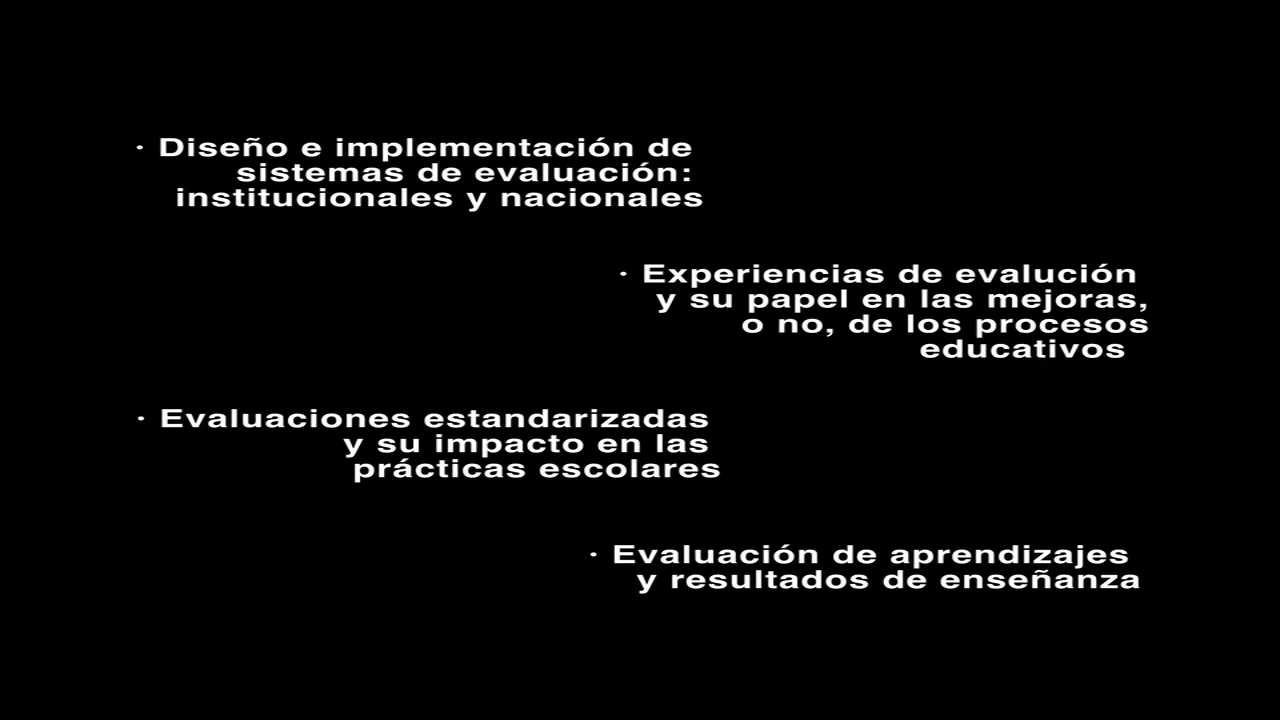 · Diseño e implementación de
sistemas de evaluación:
institucionales y nacionales
· Experiencias de evalución
y su papel en las mejoras,
o no, de los procesos
educativos
· Evaluaciones estandarizadas
y su impacto en las
prácticas escolares
· Evaluación de aprendizajes
y resultados de enseñanza